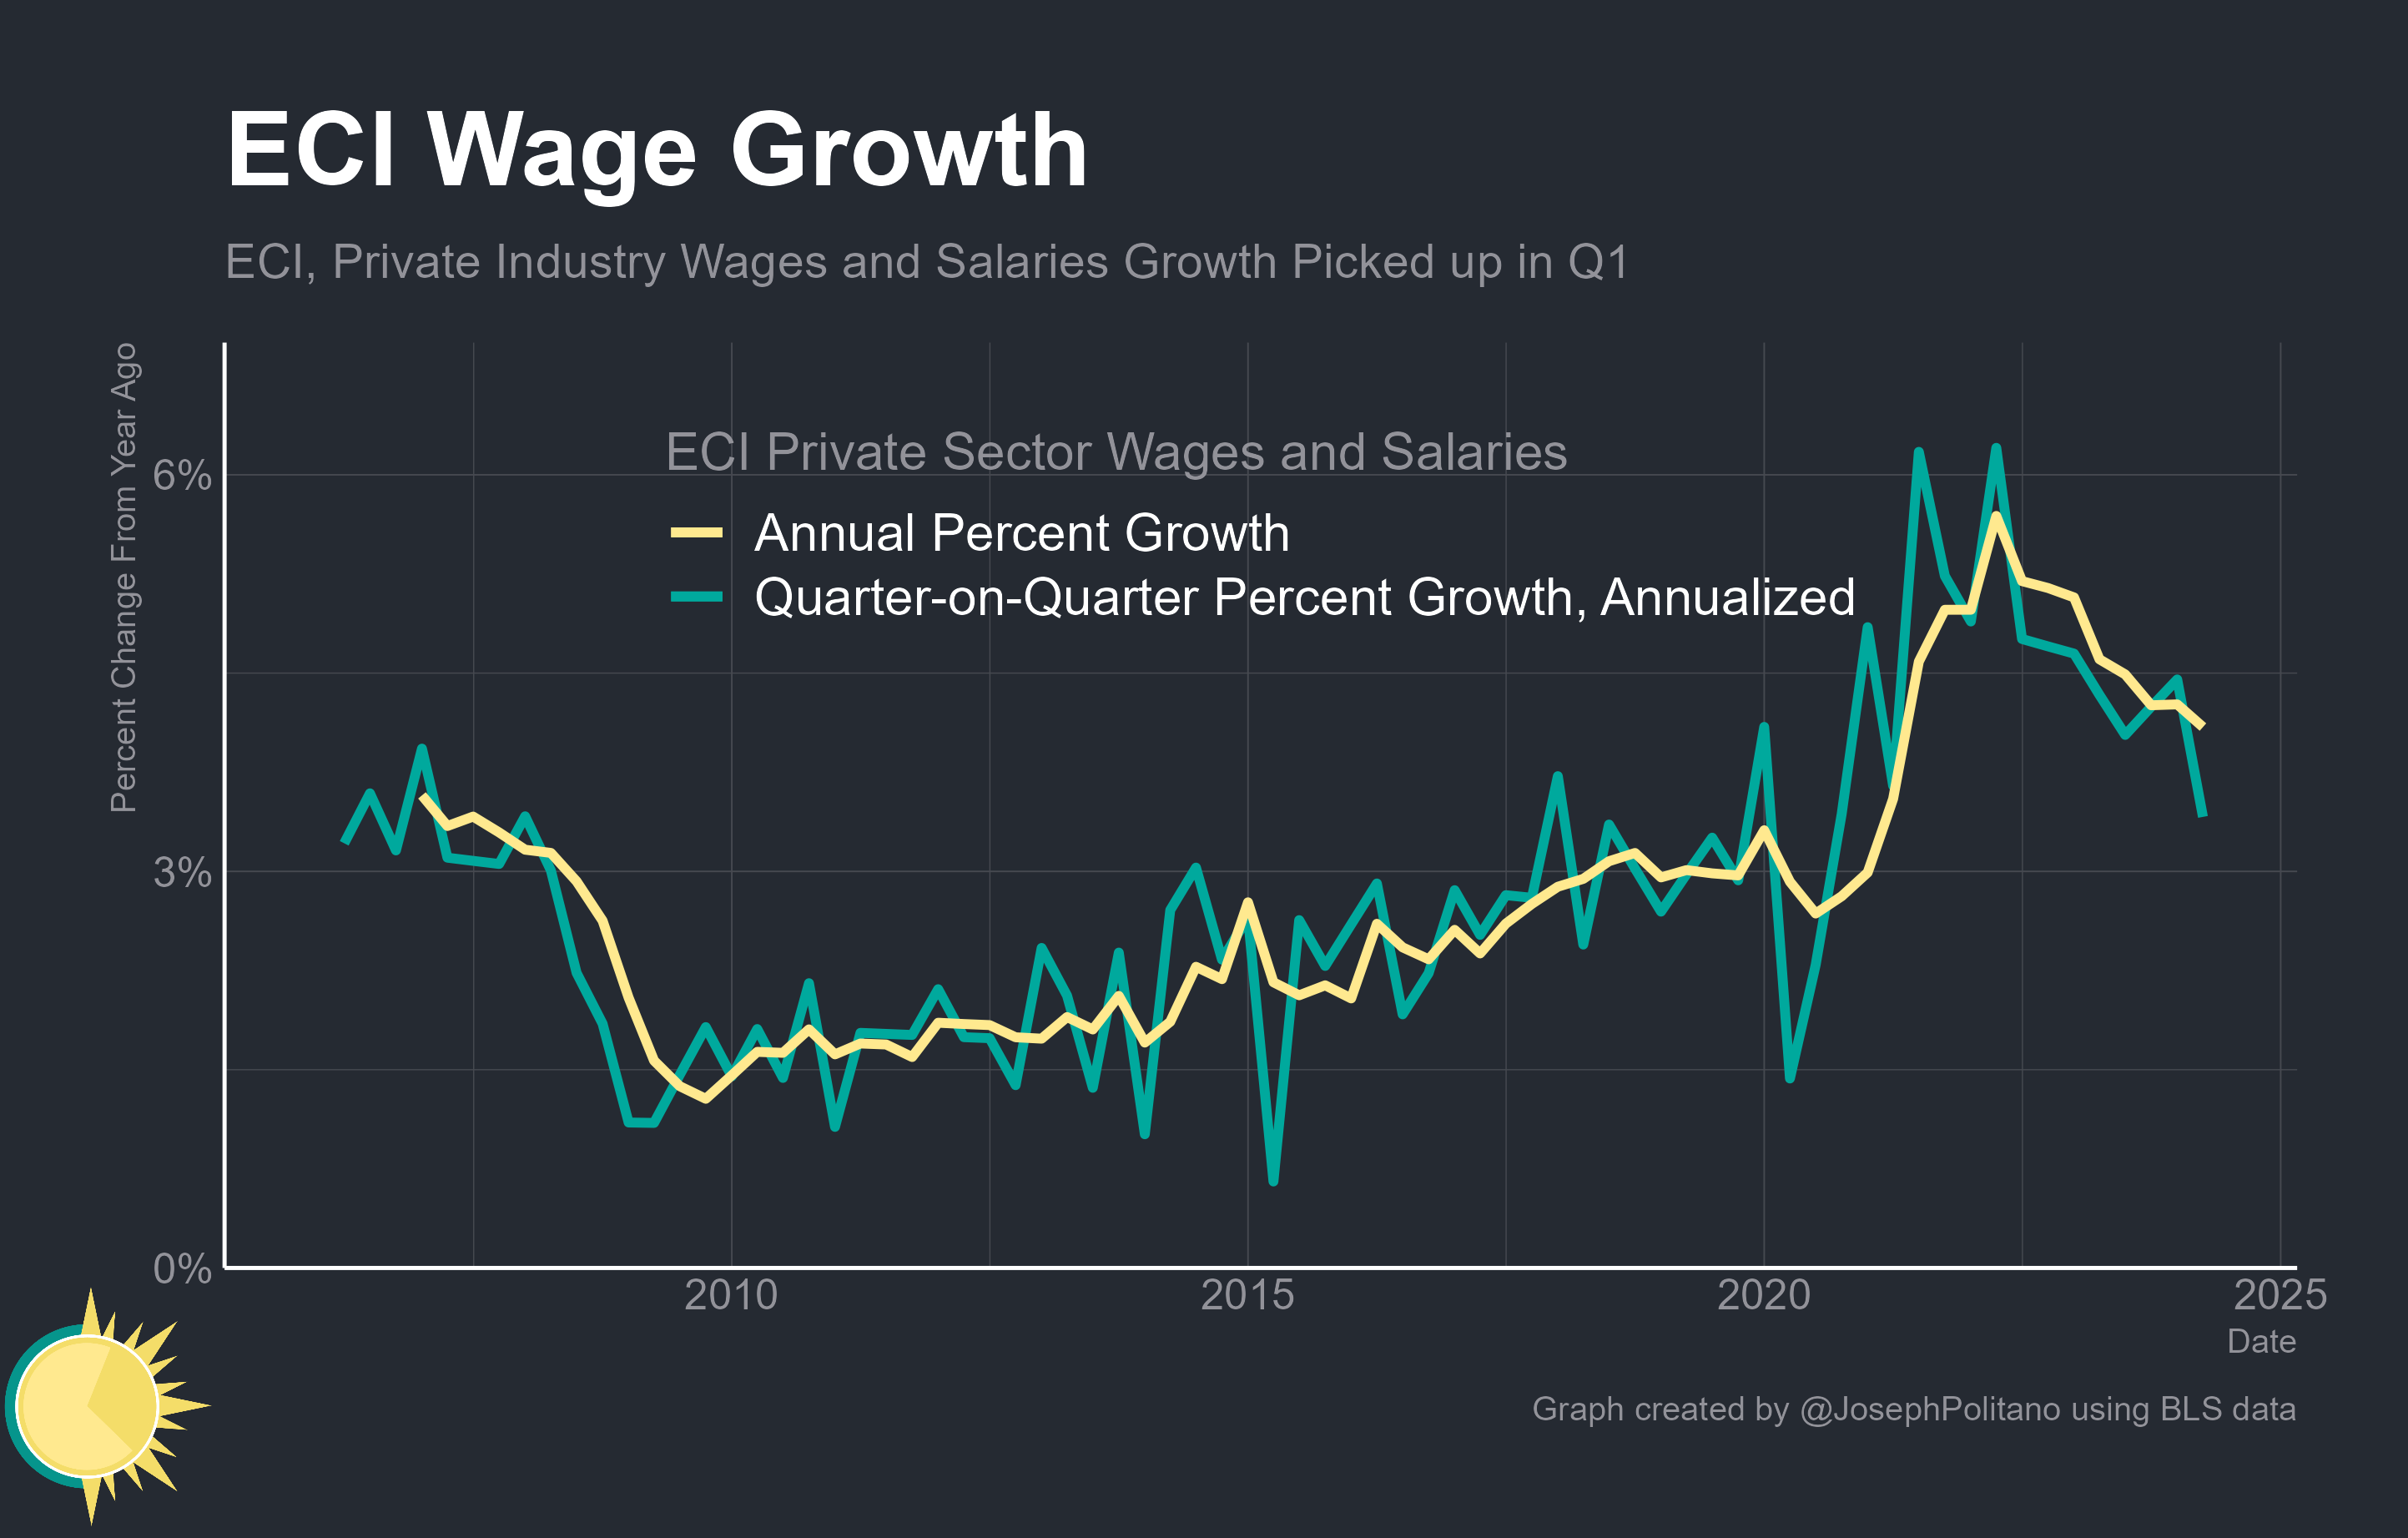 ECI Wage Growth
ECI, Private Industry Wages and Salaries Growth Picked up in Q1
Percent Change From Year Ago
ECI Private Sector Wages and Salaries
Annual Percent Growth
Quarter-on-Quarter Percent Growth, Annualized
6%
3%
0%
2010
2015
2020
2025
Date
Graph created by @JosephPolitano using BLS data